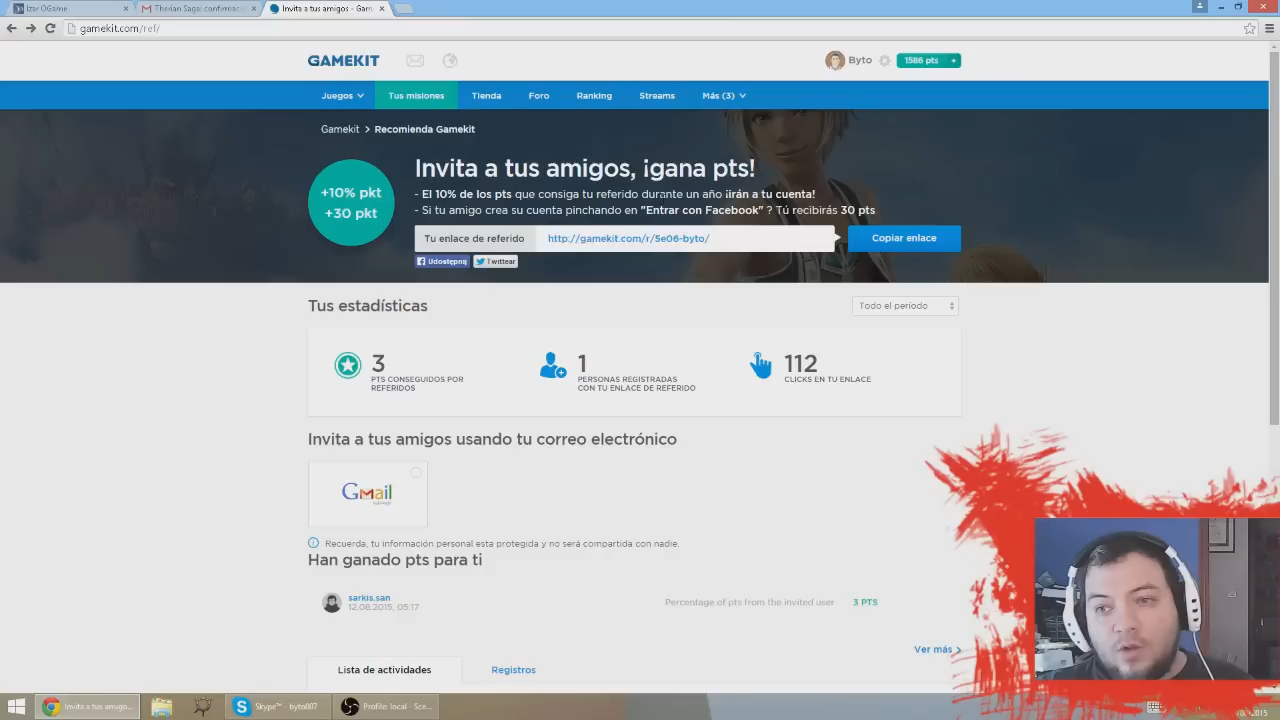 Izar OGame
Therian Saga: confirmació
Invita a tus amigos - Gam
gamekit.com/ref/
GAMEKIT
Byto
1586 pts +
Juegos
Tus misiones
Tienda
Foro
Ranking
Streams
Más (3)
Gamekit > Recomienda Gamekit
+10% pkt
+30 pkt
Invita a tus amigos, ¡gana pts!
- El 10% de los pts que consiga tu referido durante un año ¡irán a tu cuenta!
- Si tu amigo crea su cuenta pinchando en "Entrar con Facebook" ? Tú recibirás 30 pts
Tu enlace de referido
http://gamekit.com/r/5e06-byto/
Copiar enlace
Udostępnij
Twittear
Tus estadísticas
Todo el período
3
PTS CONSEGUIDOS POR
REFERIDOS
1
PERSONAS REGISTRADAS
CON TU ENLACE DE REFERIDO
112
CLICKS EN TU ENLACE
Invita a tus amigos usando tu correo electrónico
Gmail
Recuerda, tu información personal esta protegida y no será compartida con nadie.
Han ganado pts para ti
sarkis.san
12.08.2015, 05:17
Percentage of pts from the invited user
3 PTS
Ver más >
Lista de actividades
Registros
Invita a tus amigo...
Skype™ - byto007
Profile: local - Sce...